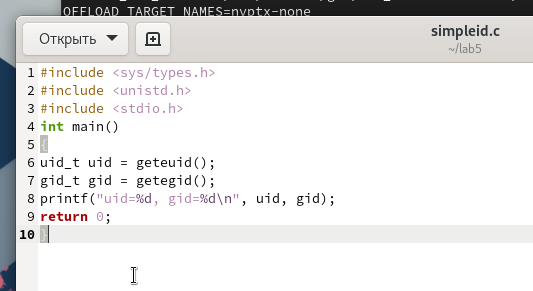 OFFLOAD_TARGET_NAMES=nvptx-none
Открыть
simpleid.c
~/lab5
1 #include <sys/types.h>
2 #include <unistd.h>
3 #include <stdio.h>
4 int main()
5 {
6 uid_t uid = geteuid();
7 gid_t gid = getegid();
8 printf("uid=%d, gid=%d\n", uid, gid);
9 return 0;
10 }